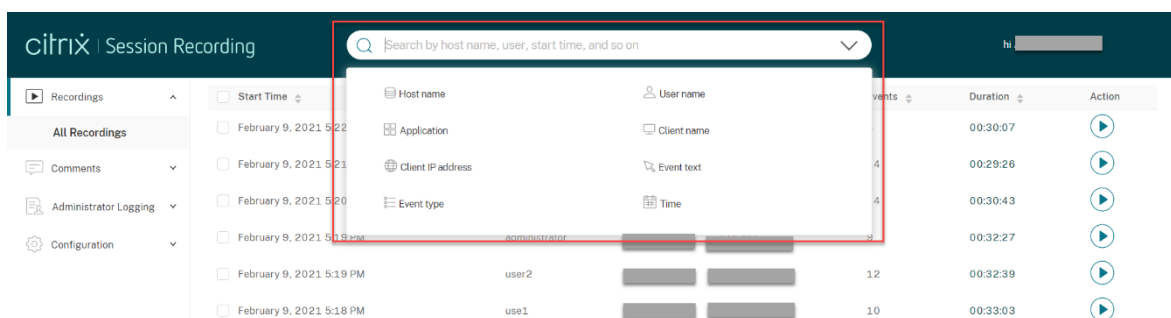 citrix | Session Recording
Search by host name, user, start time, and so on
hi
Recordings
All Recordings
Comments
Administrator Logging
Configuration
Start Time
Duration
Action
Host name
User name
Application
Client name
Client IP address
Event text
Event type
Time
February 9, 2021 5:22
00:30:07
February 9, 2021 5:21
4
00:29:26
February 9, 2021 5:20
4
00:30:43
February 9, 2021 5:19 PM
administrator
9
00:32:27
February 9, 2021 5:19 PM
user2
12
00:32:39
February 9, 2021 5:18 PM
use1
10
00:33:03